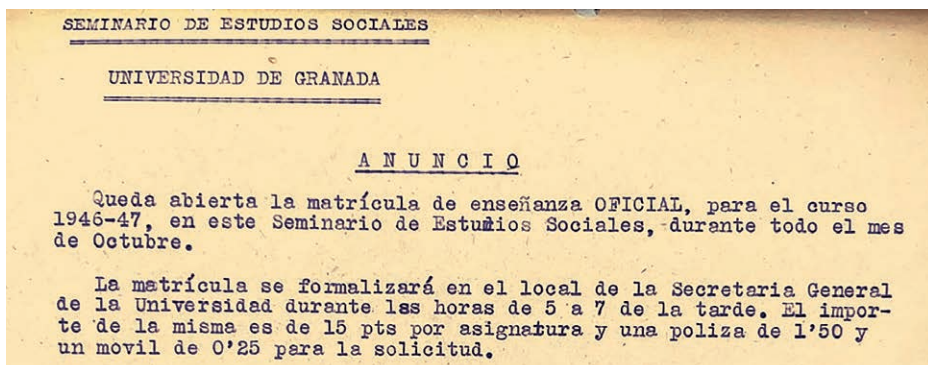 SEMINARIO DE ESTUDIOS SOCIALES
UNIVERSIDAD DE GRANADA
A N U N C I O
Queda abierta la matrícula de enseñanza OFICIAL, para el curso
1946-47, en este Seminario de Estudios Sociales, durante todo el mes
de Octubre.
La matrícula se formalizará en el local de la Secretaria General
de la Universidad durante lss horas de 5 a 7 de la tarde. El impor-
te de la misma es de 15 pts por asignatura y una poliza de 1'50 y
un movil de 0'25 para la solicitud.